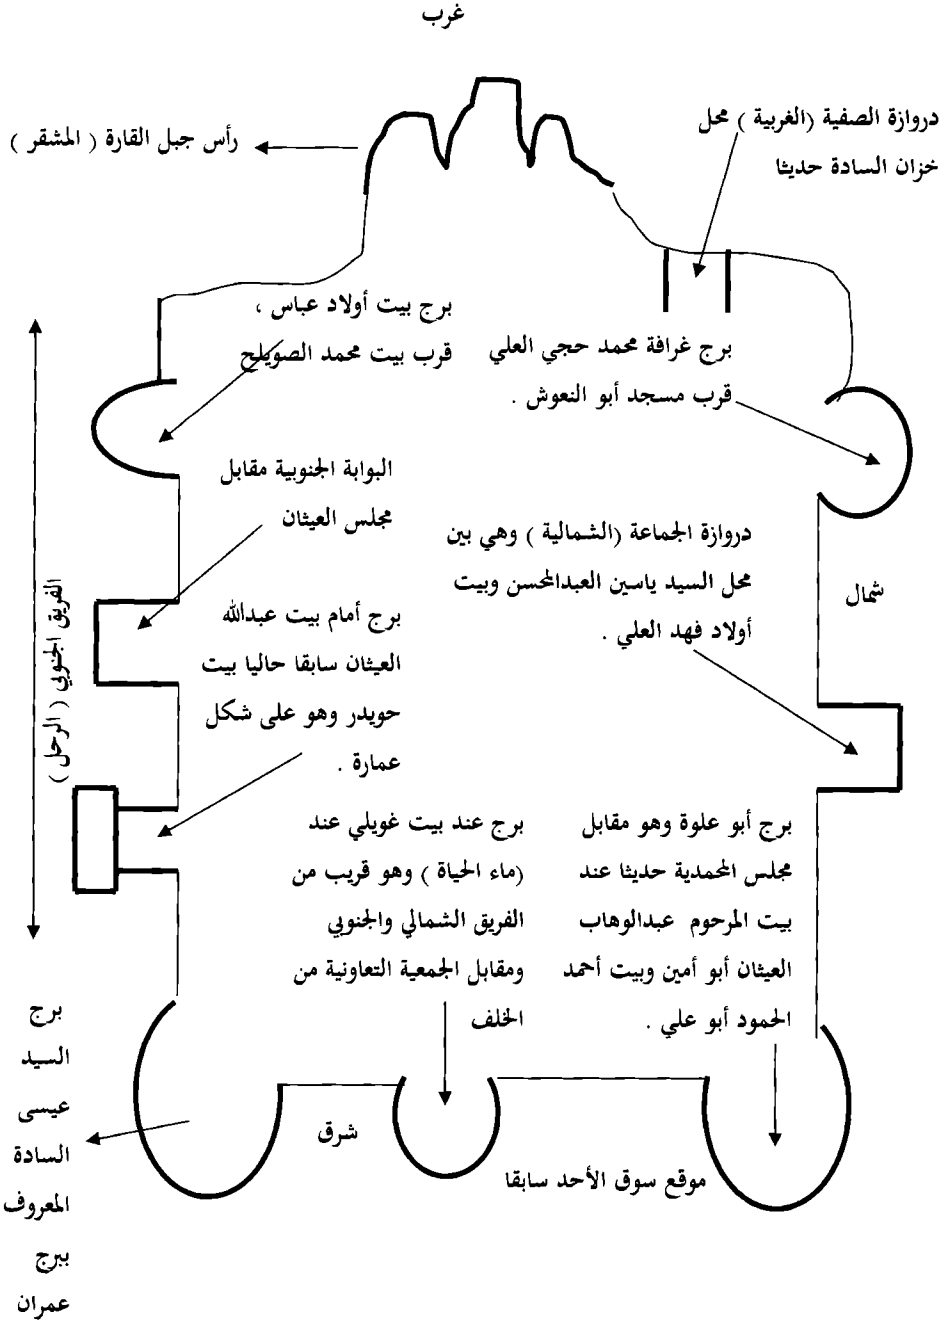 غرب
دروازة الصفية (الغربية ) محل
خزان السادة حديثا
رأس جبل القارة ( المشقر )
برج بيت أولاد عباس ،
قرب بيت محمد الصويلح
برج غرافة محمد حجي العلي
قرب مسجد أبو النعوش .
البوابة الجنوبية مقابل
مجلس العيثان
دروازة الجماعة (الشمالية ) وهي بين
محل السيد ياسين العبدالمحسن وبيت
أولاد فهد العلي .
شمال
الفريق الجنوبي ( الرحل )
برج أمام بيت عبدالله
العيثان سابقا حاليا بيت
حويدر وهو على شكل
عمارة .
برج أبو علوة وهو مقابل
مجلس المحمدية حديثا عند
بيت المرحوم عبدالوهاب
العيثان أبو أمين وبيت أحمد
الحمود أبو علي .
برج عند بيت غويلي عند
(ماء الحياة ) وهو قريب من
الفريق الشمالي والجنوبي
ومقابل الجمعية التعاونية من
الخلف
برج
السيد
عيسى
السادة
المعروف
ببرج
عمران
شرق
موقع سوق الأحد سابقا